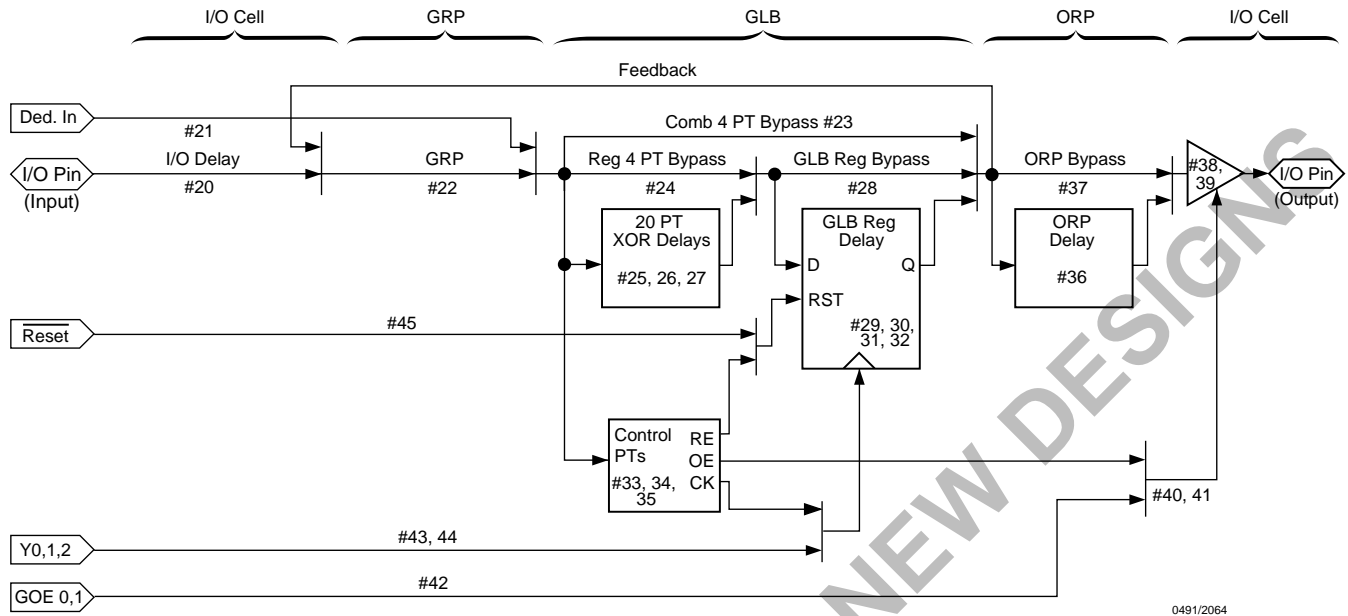 I/O Cell
GRP
GLB
ORP
I/O Cell
Feedback
Ded. In
#21
Comb 4 PT Bypass #23
I/O Pin
(Input)
I/O Delay
#20
GRP
#22
Reg 4 PT Bypass
#24
GLB Reg Bypass
#28
ORP Bypass
#37
#38,
39
I/O Pin
(Output)
20 PT
XOR Delays
#25, 26, 27
GLB Reg
Delay
D
Q
RST
#29, 30,
31, 32
ORP
Delay
#36
Reset
#45
Control
PTs
#33, 34,
35
RE
OE
CK
#40, 41
Y0,1,2
#43, 44
GOE 0,1
#42
NEW DESIGNS
0491/2064